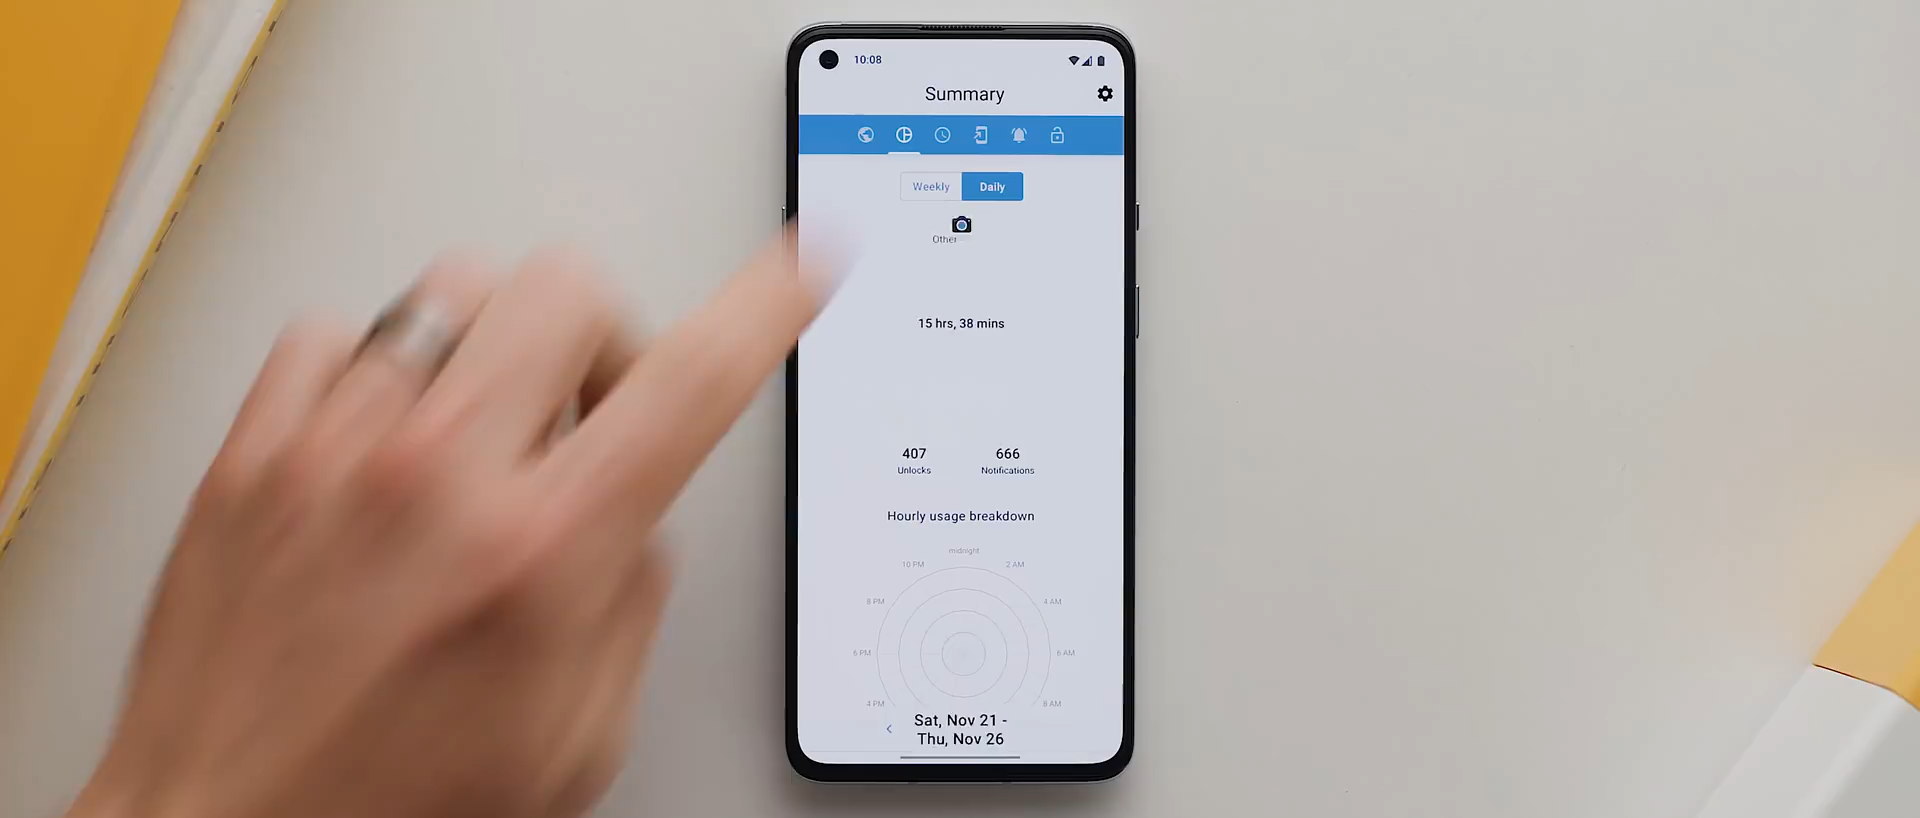 10:08
Summary
Weekly Daily
Other
15 hrs, 38 mins
407 666
Unlocks Notifications
Hourly usage breakdown
midnight
10 PM 2 AM
8 PM 4 AM
6 PM 6 AM
4 PM 8 AM
Sat, Nov 21 -
Thu, Nov 26